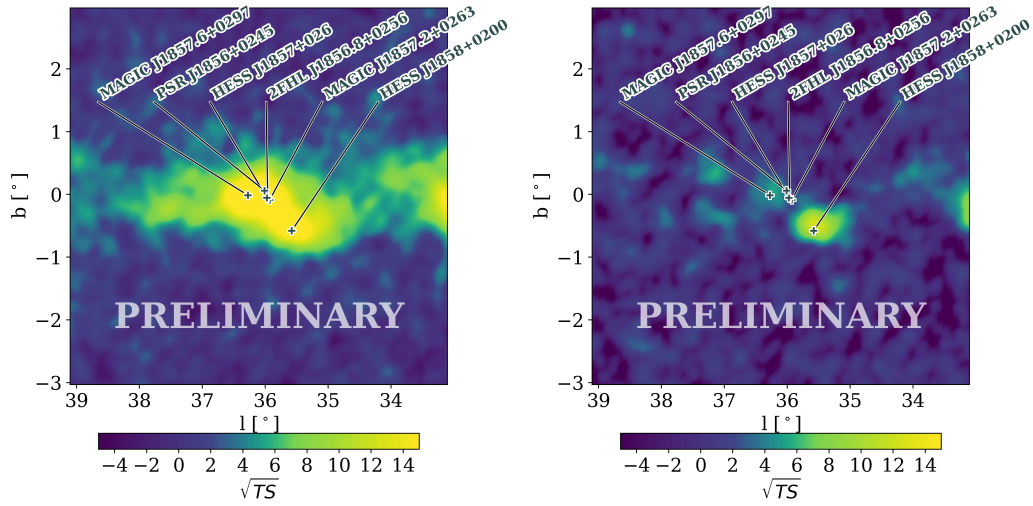 MAGIC J1857.6+0297
PSR J1856+0245
HESS J1857+026
2FHL J1856.8+0256
MAGIC J1857.2+0263
HESS J1858+0200
2
1
0
−1
−2
−3
b [°]
PRELIMINARY
39 38 37 36 35 34
l [°]
−4 −2 0 2 4 6 8 10 12 14
√TS
MAGIC J1857.6+0297
PSR J1856+0245
HESS J1857+026
2FHL J1856.8+0256
MAGIC J1857.2+0263
HESS J1858+0200
2
1
0
−1
−2
−3
b [°]
PRELIMINARY
39 38 37 36 35 34
l [°]
−4 −2 0 2 4 6 8 10 12 14
√TS